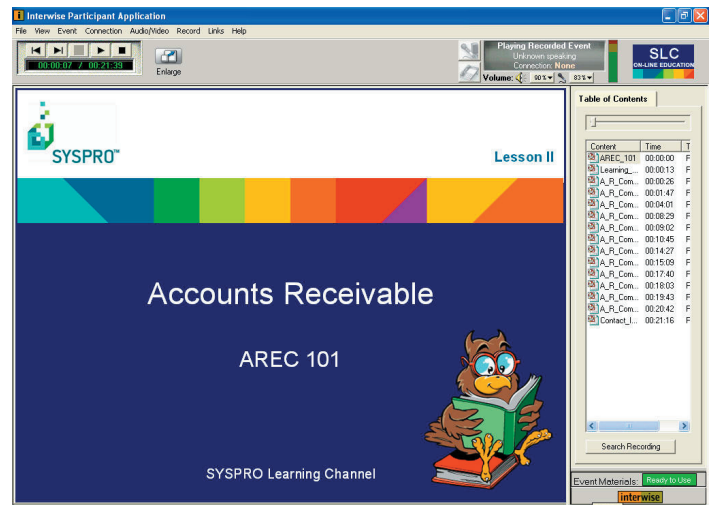 Interwise Participant Application
File View Event Connection Audio/Video Record Links Help
00:00:07 / 00:21:39
Enlarge
Playing Recorded Event
Unknown speaking
Connection: None
Volume: 90% 83%
SLC
ON-LINE EDUCATION
SYSPRO™
Lesson II
Accounts Receivable
AREC 101
SYSPRO Learning Channel
Table of Contents
Content Time T
AREC_101 00:00:00 F
Learning_... 00:00:13 F
A_R_Com... 00:00:26 F
A_R_Com... 00:01:47 F
A_R_Com... 00:04:01 F
A_R_Com... 00:08:29 F
A_R_Com... 00:09:02 F
A_R_Com... 00:10:45 F
A_R_Com... 00:14:27 F
A_R_Com... 00:15:09 F
A_R_Com... 00:17:40 F
A_R_Com... 00:18:03 F
A_R_Com... 00:19:43 F
A_R_Com... 00:20:42 F
Contact_I... 00:21:16 F
Search Recording
Event Materials: Ready to Use
interwise